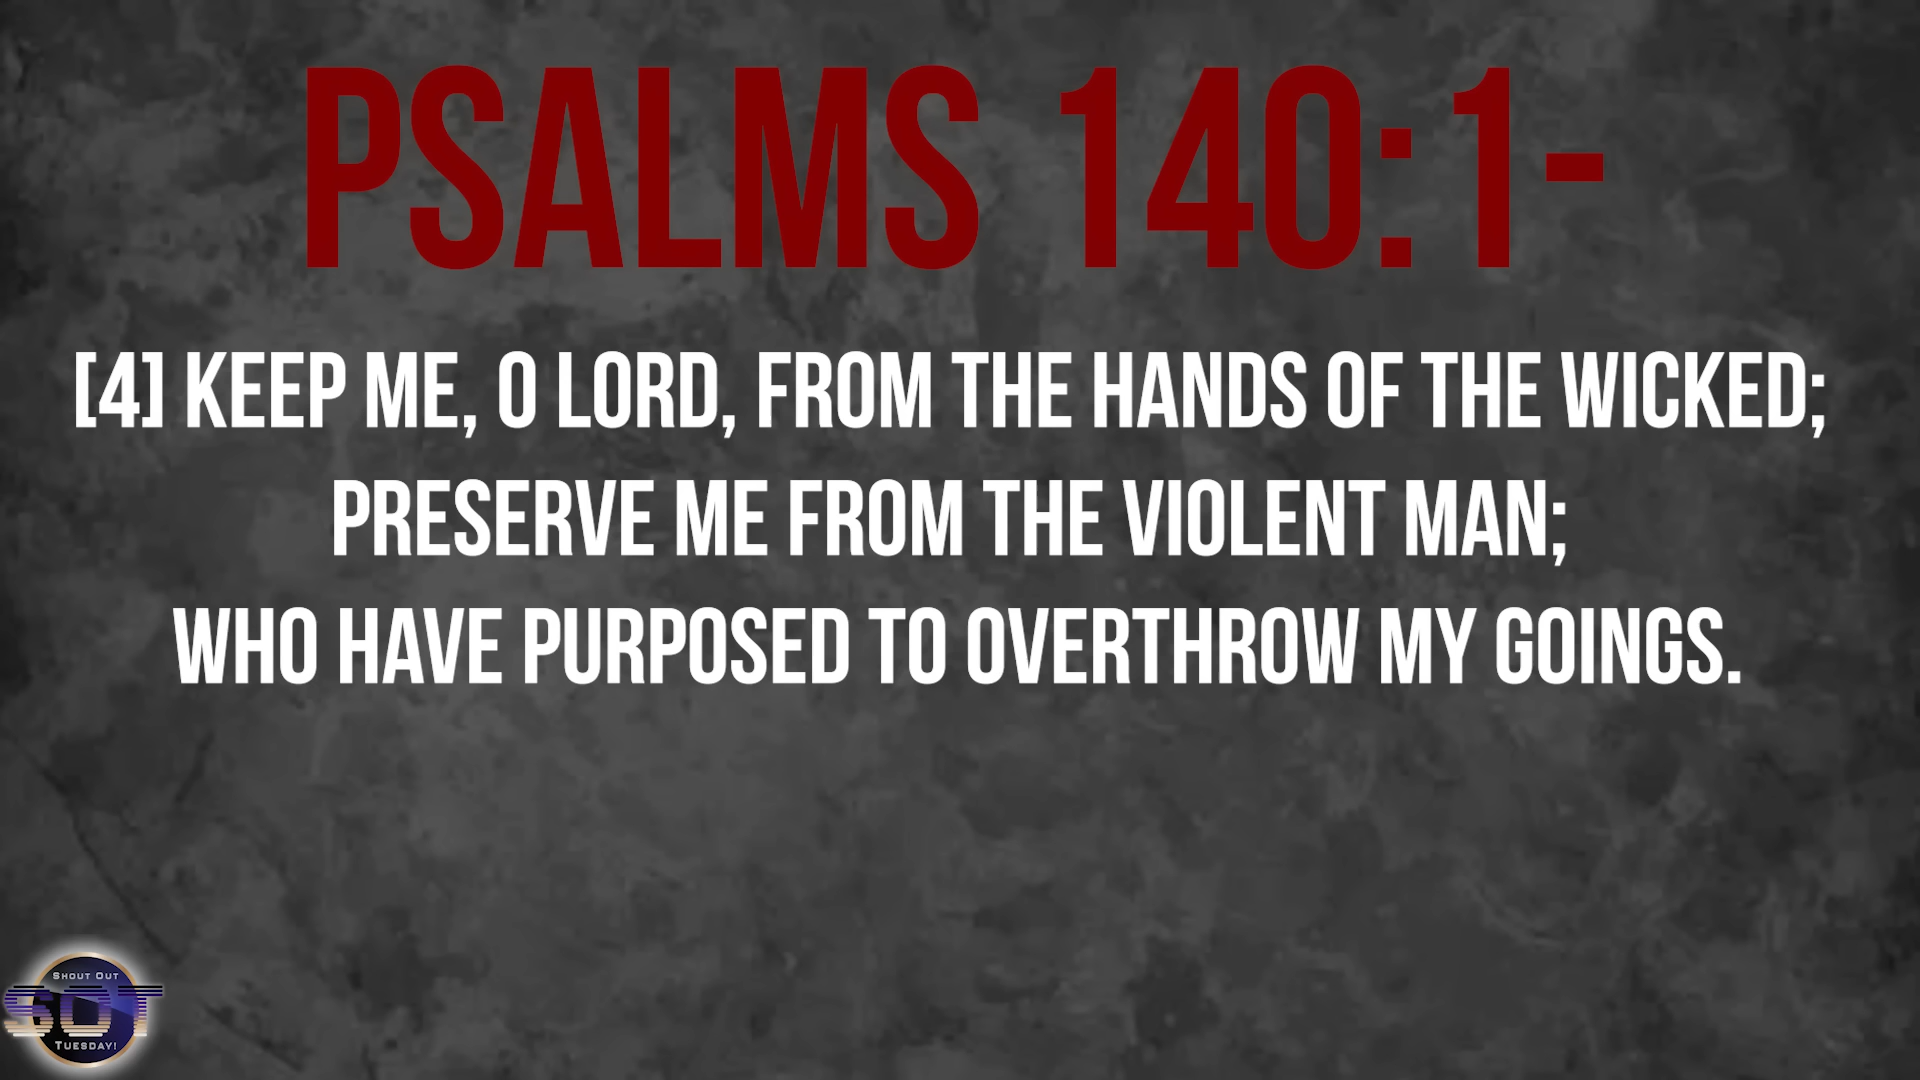 PSALMS 140:1-
[4] KEEP ME, O LORD, FROM THE HANDS OF THE WICKED;
PRESERVE ME FROM THE VIOLENT MAN;
WHO HAVE PURPOSED TO OVERTHROW MY GOINGS.
Shout Out
SOT
Tuesday!